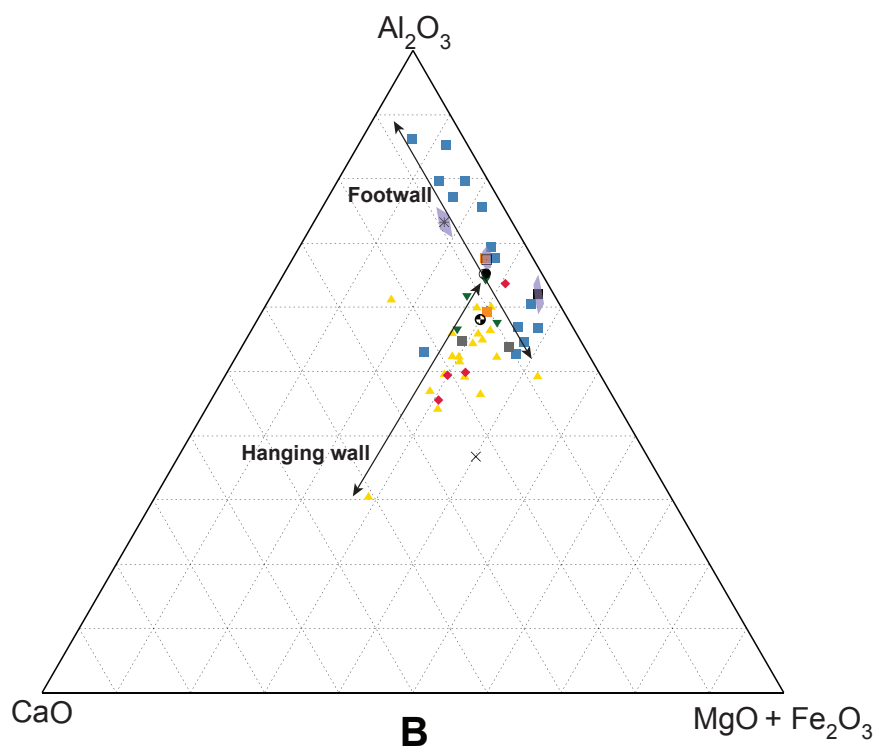 Al₂O₃
Footwall
Hanging wall
CaO
MgO + Fe₂O₃
B